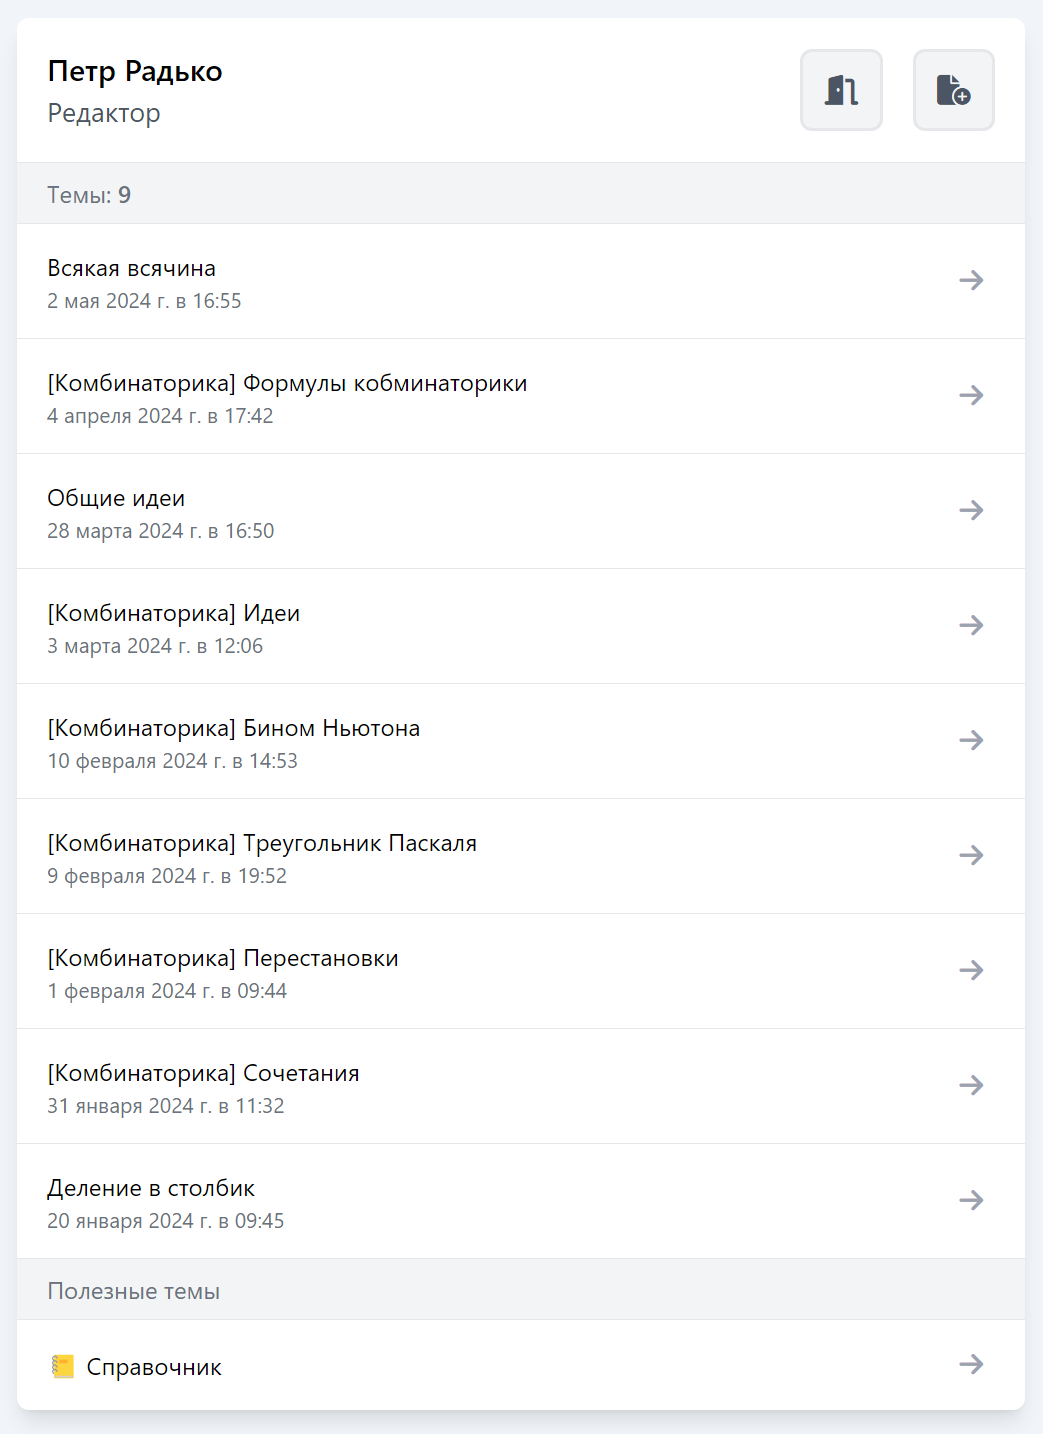 Петр Радько
Редактор
Темы: 9
Всякая всячина
2 мая 2024 г. в 16:55
[Комбинаторика] Формулы кобминаторики
4 апреля 2024 г. в 17:42
Общие идеи
28 марта 2024 г. в 16:50
[Комбинаторика] Идеи
3 марта 2024 г. в 12:06
[Комбинаторика] Бином Ньютона
10 февраля 2024 г. в 14:53
[Комбинаторика] Треугольник Паскаля
9 февраля 2024 г. в 19:52
[Комбинаторика] Перестановки
1 февраля 2024 г. в 09:44
[Комбинаторика] Сочетания
31 января 2024 г. в 11:32
Деление в столбик
20 января 2024 г. в 09:45
Полезные темы
Справочник